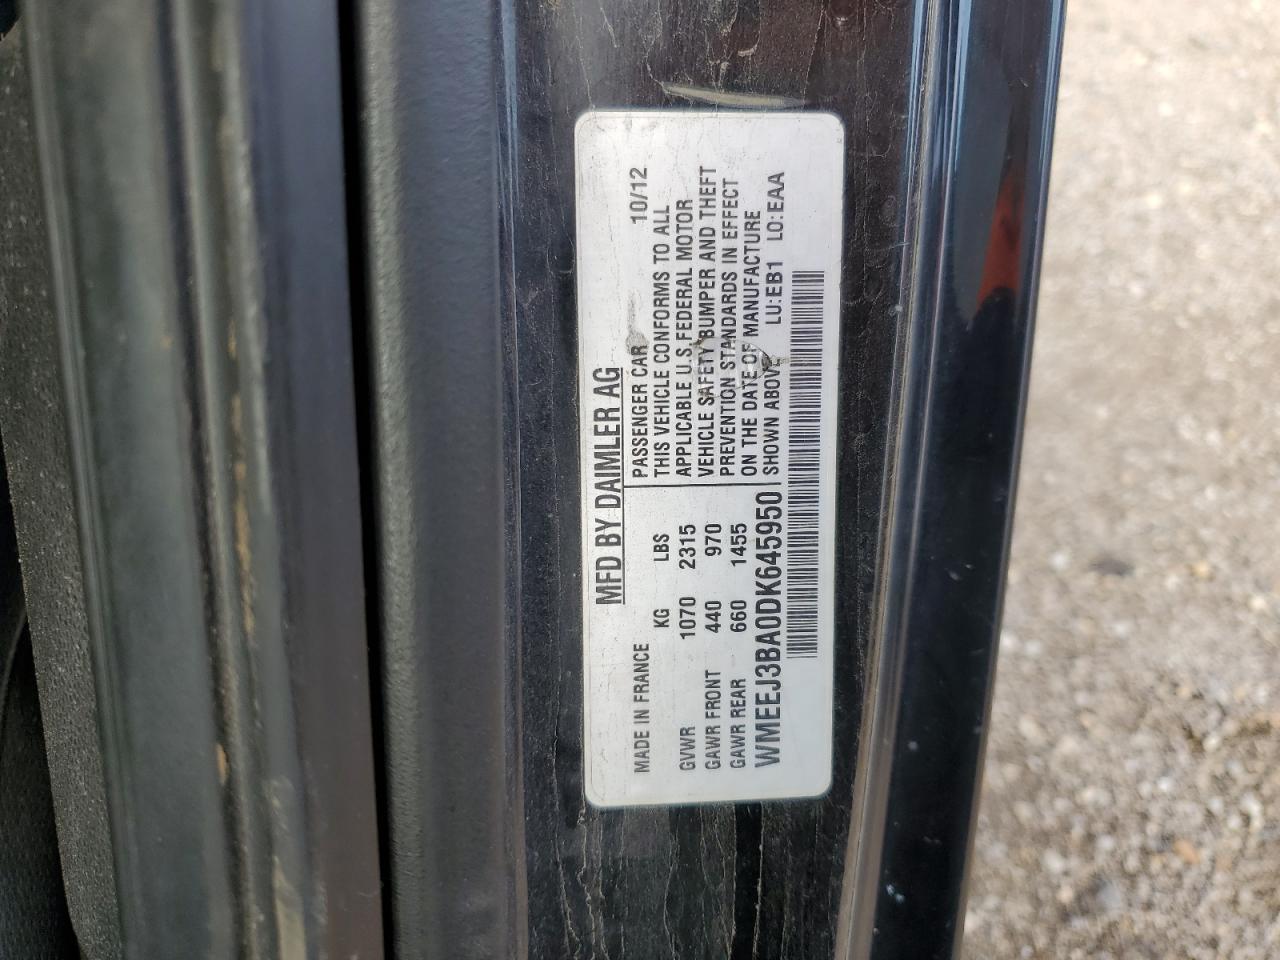 MFD BY DAIMLER AG
MADE IN FRANCE
KG LBS
GVWR 1070 2315
GAWR FRONT 440 970
GAWR REAR 660 1455
PASSENGER CAR 10/12
THIS VEHICLE CONFORMS TO ALL
APPLICABLE U.S.FEDERAL MOTOR
VEHICLE SAFETY BUMPER AND THEFT
PREVENTION STANDARDS IN EFFECT
ON THE DATE OF MANUFACTURE
SHOWN ABOVE LU:EB1 LO:EAA
WMEEJ3BA0DK645950